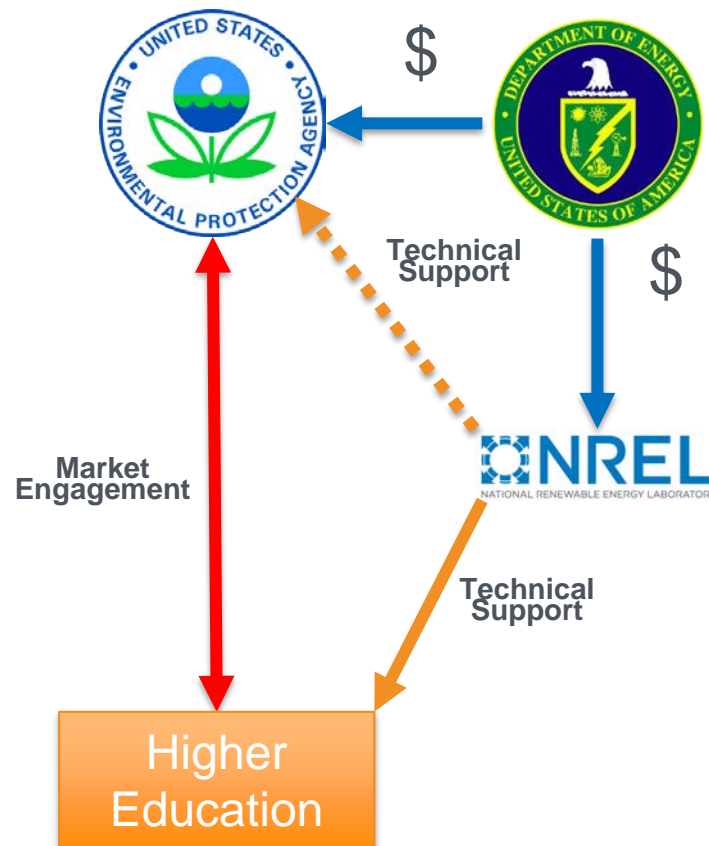 UNITED STATES
ENVIRONMENTAL PROTECTION AGENCY
$
DEPARTMENT OF ENERGY
UNITED STATES OF AMERICA
Technical
Support
$
NREL
NATIONAL RENEWABLE ENERGY LABORATOR
Market
Engagement
Technical
Support
Higher
Education